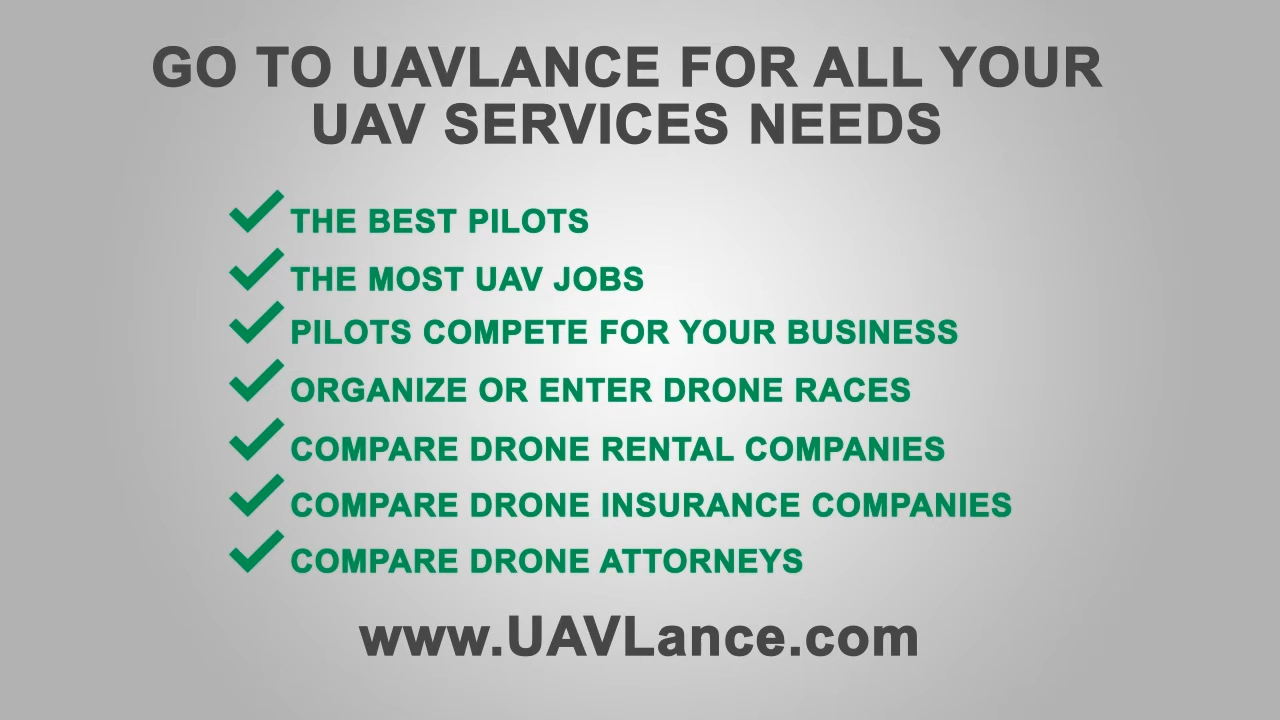 GO TO UAVLANCE FOR ALL YOUR
UAV SERVICES NEEDS
THE BEST PILOTS
THE MOST UAV JOBS
PILOTS COMPETE FOR YOUR BUSINESS
ORGANIZE OR ENTER DRONE RACES
COMPARE DRONE RENTAL COMPANIES
COMPARE DRONE INSURANCE COMPANIES
COMPARE DRONE ATTORNEYS
www.UAVLance.com